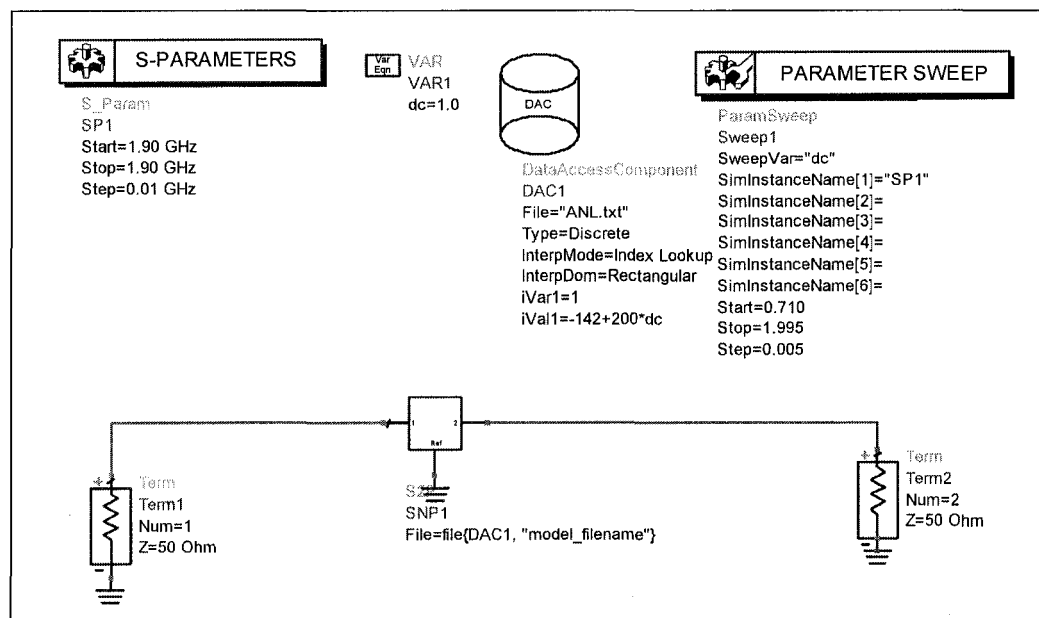 S-PARAMETERS
S_Param
SP1
Start=1.90 GHz
Stop=1.90 GHz
Step=0.01 GHz
Var
Eqn
VAR
VAR1
dc=1.0
DAC
DataAccessComponent
DAC1
File="ANL.txt"
Type=Discrete
InterpMode=Index Lookup
InterpDom=Rectangular
iVar1=1
iVal1=-142+200*dc
PARAMETER SWEEP
ParamSweep
Sweep1
SweepVar="dc"
SimInstanceName[1]="SP1"
SimInstanceName[2]=
SimInstanceName[3]=
SimInstanceName[4]=
SimInstanceName[5]=
SimInstanceName[6]=
Start=0.710
Stop=1.995
Step=0.005
1
2
Ref
SNP1
File=file{DAC1, "model_filename"}
+
Term
Term1
Num=1
Z=50 Ohm
-
+
Term
Term2
Num=2
Z=50 Ohm
-